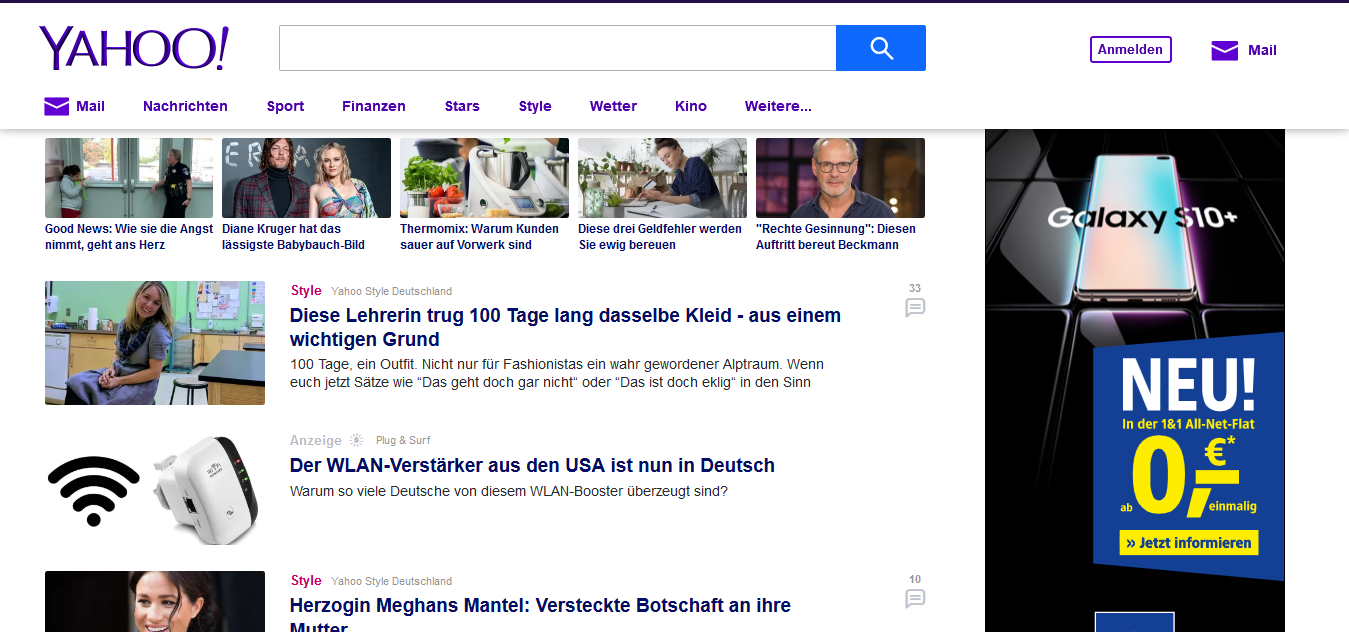 YAHOO!
Anmelden
Mail
Mail
Nachrichten
Sport
Finanzen
Stars
Style
Wetter
Kino
Weitere...
Good News: Wie sie die Angst
nimmt, geht ans Herz
Diane Kruger hat das
lässigste Babybauch-Bild
Thermomix: Warum Kunden
sauer auf Vorwerk sind
Diese drei Geldfehler werden
Sie ewig bereuen
"Rechte Gesinnung": Diesen
Auftritt bereut Beckmann
Style Yahoo Style Deutschland
33
Diese Lehrerin trug 100 Tage lang dasselbe Kleid - aus einem
wichtigen Grund
100 Tage, ein Outfit. Nicht nur für Fashionistas ein wahr gewordener Alptraum. Wenn
euch jetzt Sätze wie “Das geht doch gar nicht“ oder “Das ist doch eklig“ in den Sinn
Anzeige Plug & Surf
Der WLAN-Verstärker aus den USA ist nun in Deutsch
Warum so viele Deutsche von diesem WLAN-Booster überzeugt sind?
Style Yahoo Style Deutschland
10
Herzogin Meghans Mantel: Versteckte Botschaft an ihre
Mutter
Galaxy S10+
NEU!
In der 1&1 All-Net-Flat
ab 0,– €* einmalig
» Jetzt informieren